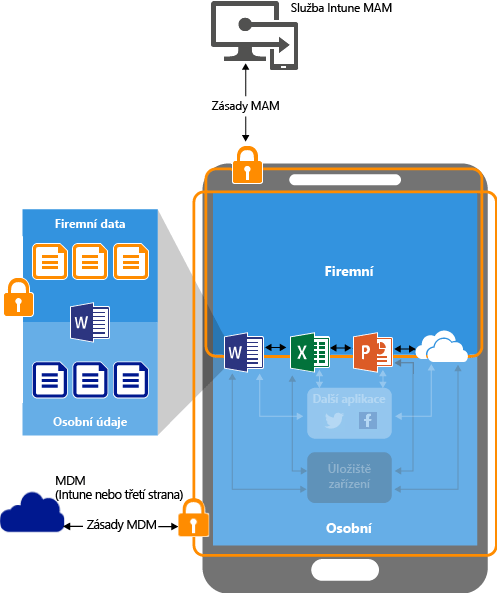 Služba Intune MAM
Zásady MAM
Firemní data
W
Osobní údaje
Firemní
W
X
P
Další aplikace
Uložiště
zařízení
Osobní
MDM
(Intune nebo třetí strana)
Zásady MDM